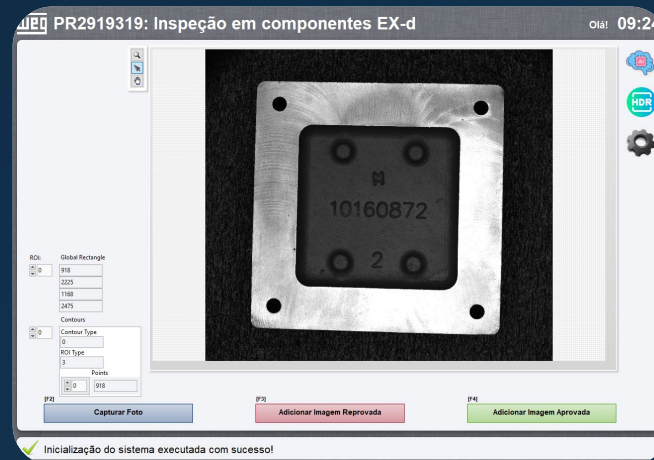 weg PR2919319: Inspeção em componentes EX-d
Olá! 09:24
AI
HDR
H
10160872
2
ROI:
Global Rectangle
0
918
2225
1168
2475
Contours
0
Contour Type
0
ROI Type
3
Points
0
918
[F2]
Capturar Foto
[F3]
Adicionar Imagem Reprovada
[F4]
Adicionar Imagem Aprovada
Inicialização do sistema executada com sucesso!